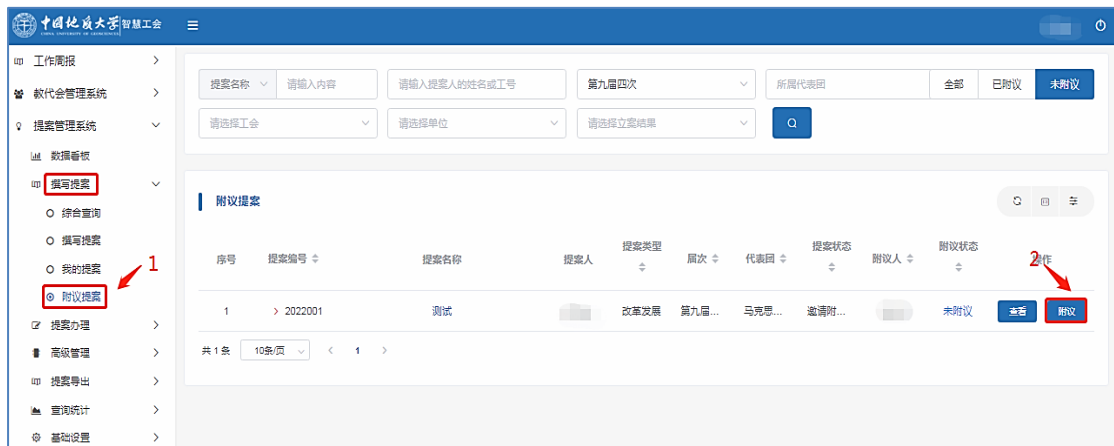 中国地质大学 智慧工会
CHINA UNIVERSITY OF GEOSCIENCES
工作周报
教代会管理系统
提案管理系统
数据看板
撰写提案
综合查询
撰写提案
我的提案
附议提案
提案办理
高级管理
提案导出
查询统计
基础设置
1
提案名称 请输入内容 请输入提案人的姓名或工号 第九届四次 所属代表团 全部 已附议 未附议
请选择工会 请选择单位 请选择立案结果
附议提案
序号 提案编号 提案名称 提案人 提案类型 届次 代表团 提案状态 附议人 附议状态 操作
2
1 2022001 测试 改革发展 第九届... 马克思... 邀请附... 未附议 查看 附议
共 1 条 10条/页 1